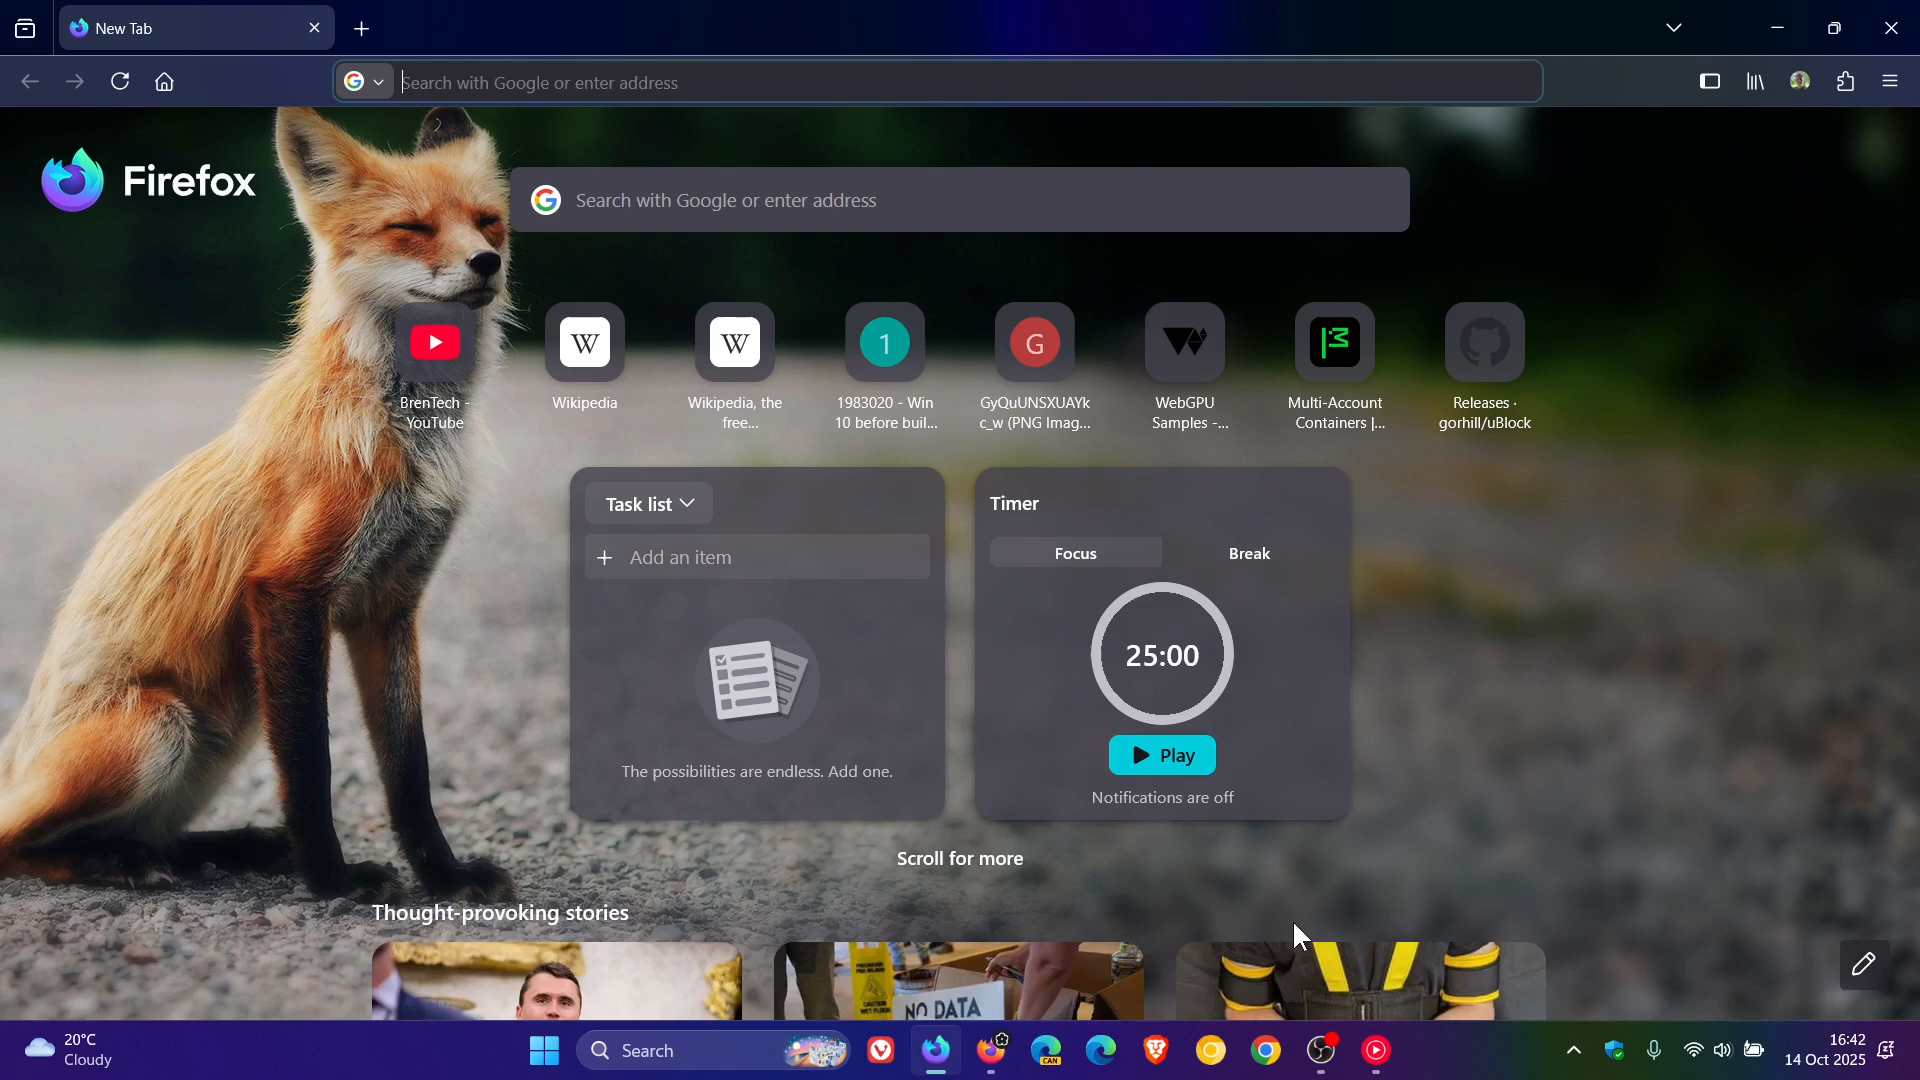 New Tab
Search with Google or enter address
Firefox
Search with Google or enter address
BrenTech -
YouTube
Wikipedia
Wikipedia, the
free...
1
1983020 - Win
10 before buil...
G
GyQuUNSXUAYk
c_w (PNG Imag...
WebGPU
Samples -...
Multi-Account
Containers |...
Releases ·
gorhill/uBlock
Task list
Add an item
The possibilities are endless. Add one.
Timer
Focus
Break
25:00
Play
Notifications are off
Scroll for more
Thought-provoking stories
CAUTION
NO DATA
20°C
Cloudy
Search
CAN
16:42
14 Oct 2025